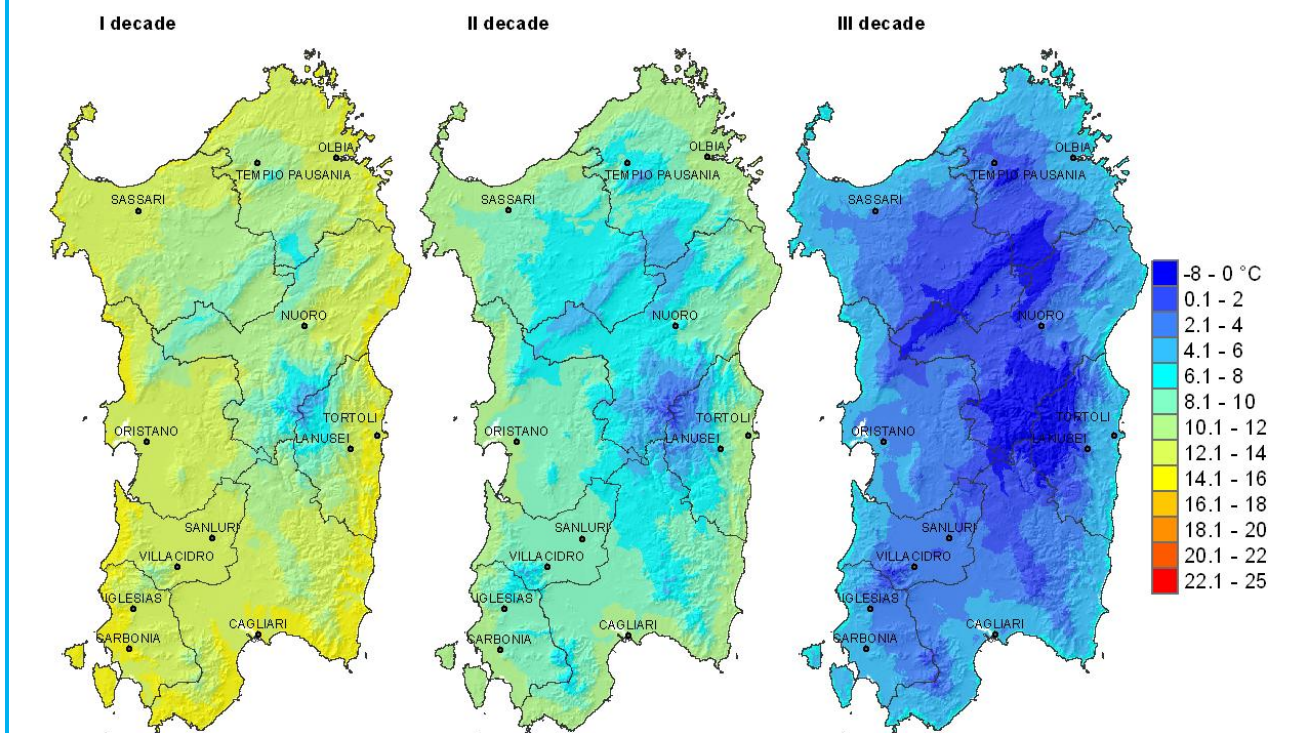 I decade
II decade
III decade
OLBIA
TEMPIO PAUSANIA
SASSARI
NUORO
TORTOLI
ORISTANO
LANUSEI
SANLURI
VILLACIDRO
IGLESIAS
CAGLIARI
CARBONIA
OLBIA
TEMPIO PAUSANIA
SASSARI
NUORO
TORTOLI
ORISTANO
LANUSEI
SANLURI
VILLACIDRO
IGLESIAS
CAGLIARI
CARBONIA
OLBIA
TEMPIO PAUSANIA
SASSARI
NUORO
TORTOLI
ORISTANO
LANUSEI
SANLURI
VILLACIDRO
IGLESIAS
CAGLIARI
CARBONIA
-8 - 0 °C
0.1 - 2
2.1 - 4
4.1 - 6
6.1 - 8
8.1 - 10
10.1 - 12
12.1 - 14
14.1 - 16
16.1 - 18
18.1 - 20
20.1 - 22
22.1 - 25